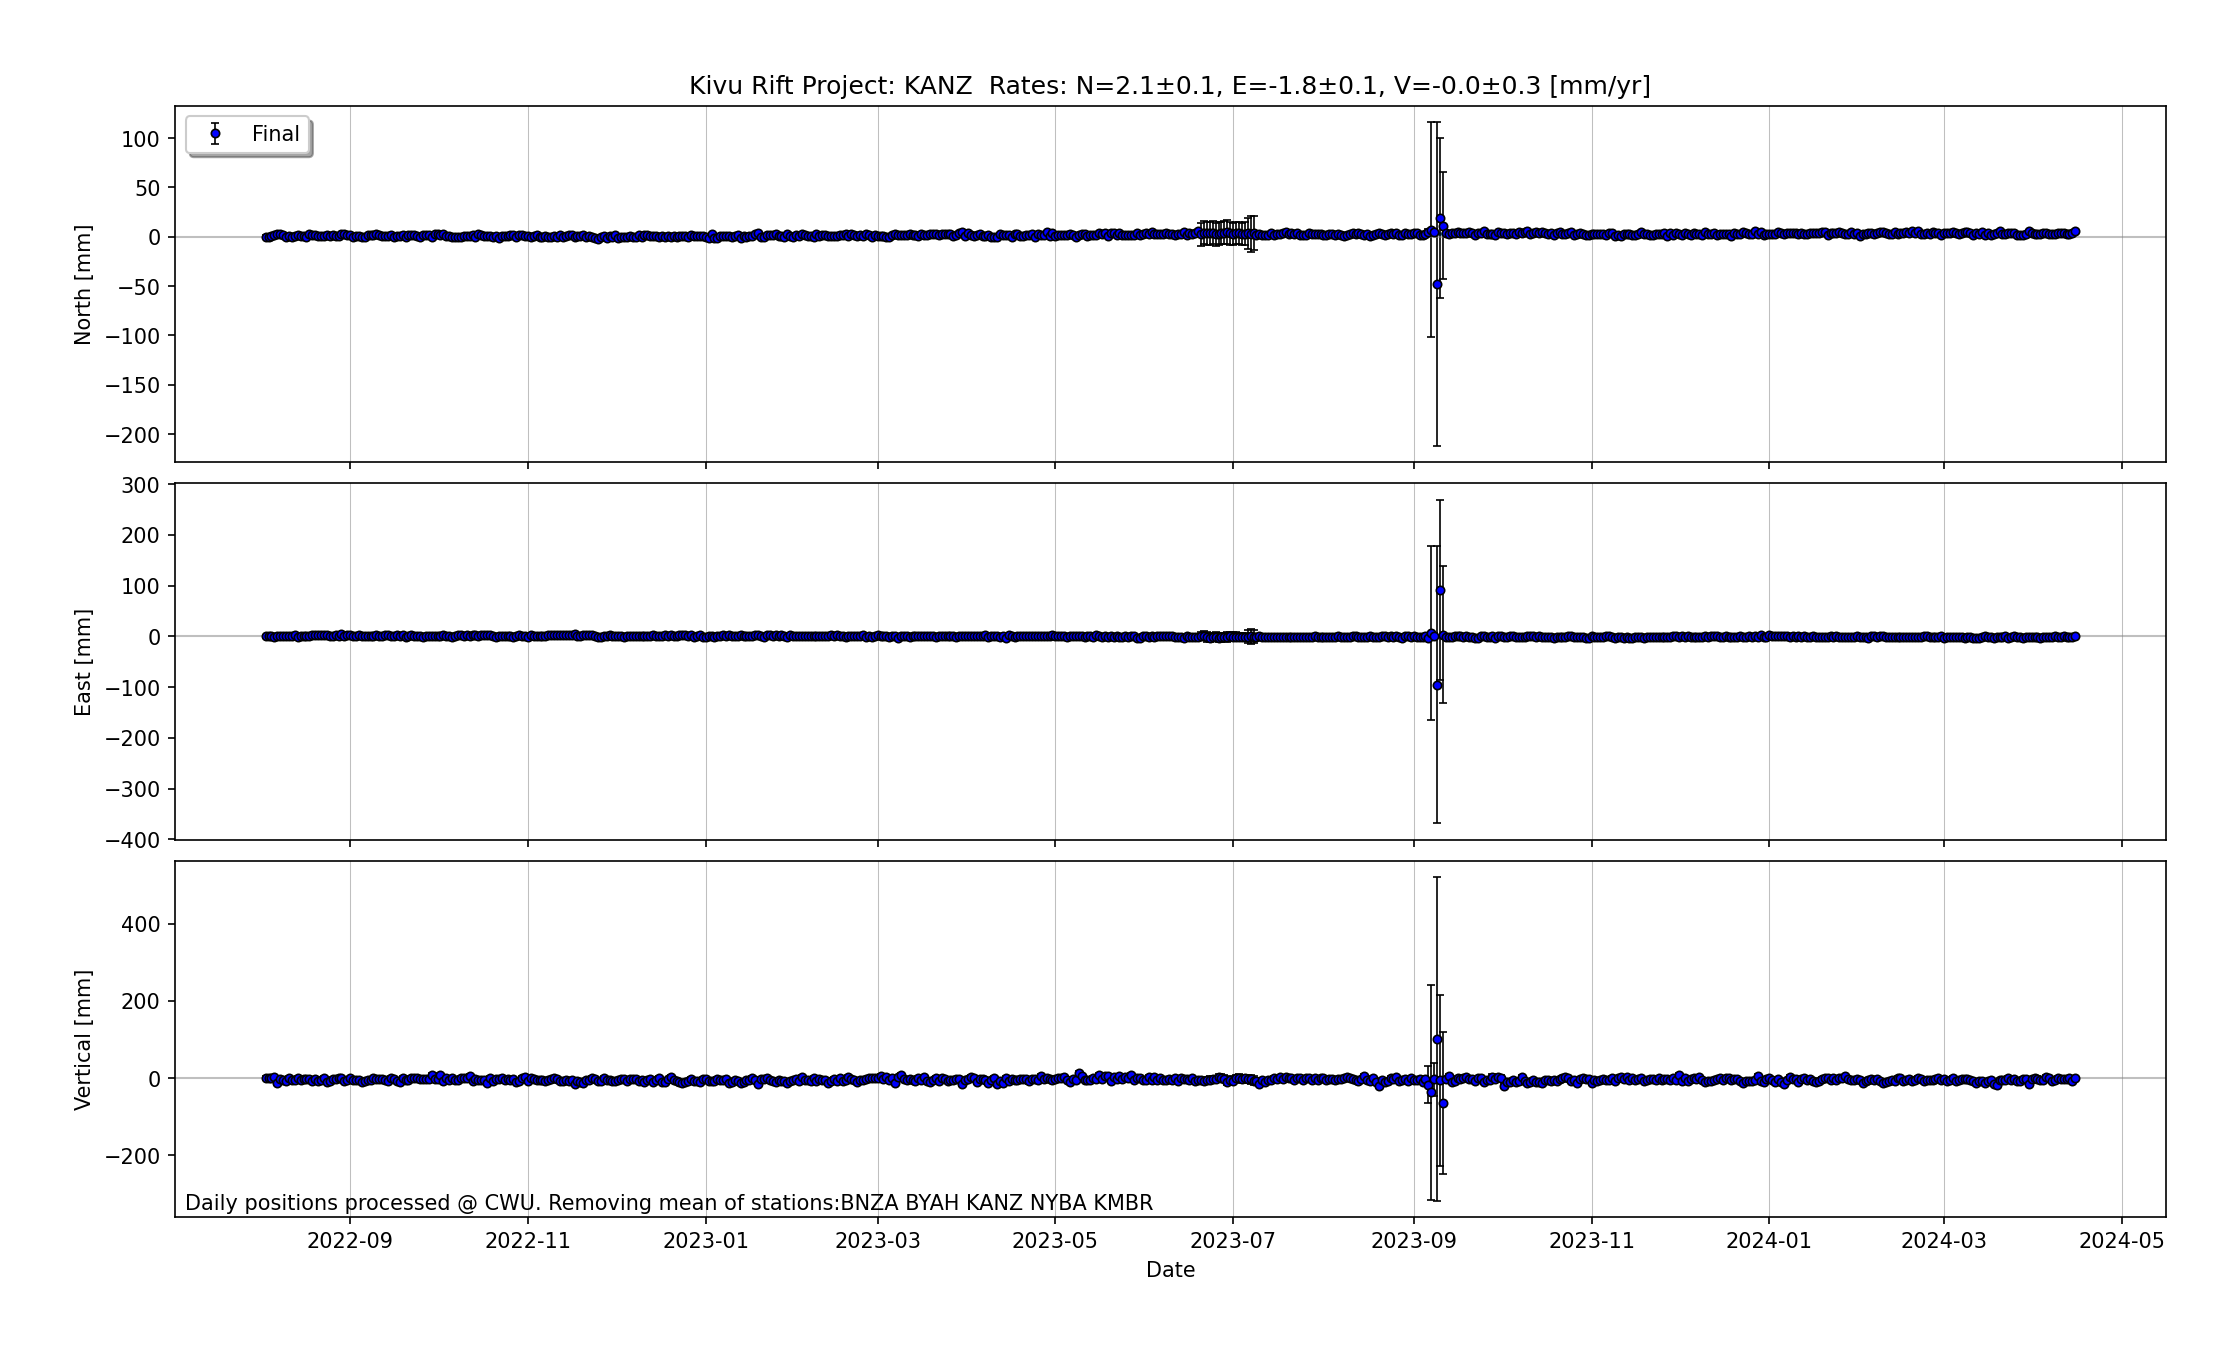 Kivu Rift Project: KANZ  Rates: N=2.1±0.1, E=-1.8±0.1, V=-0.0±0.3 [mm/yr]
Final
100
50
0
−50
−100
−150
−200
North [mm]
300
200
100
0
−100
−200
−300
−400
East [mm]
400
200
0
−200
Vertical [mm]
Daily positions processed @ CWU. Removing mean of stations:BNZA BYAH KANZ NYBA KMBR
2022-09 2022-11 2023-01 2023-03 2023-05 2023-07 2023-09 2023-11 2024-01 2024-03 2024-05
Date